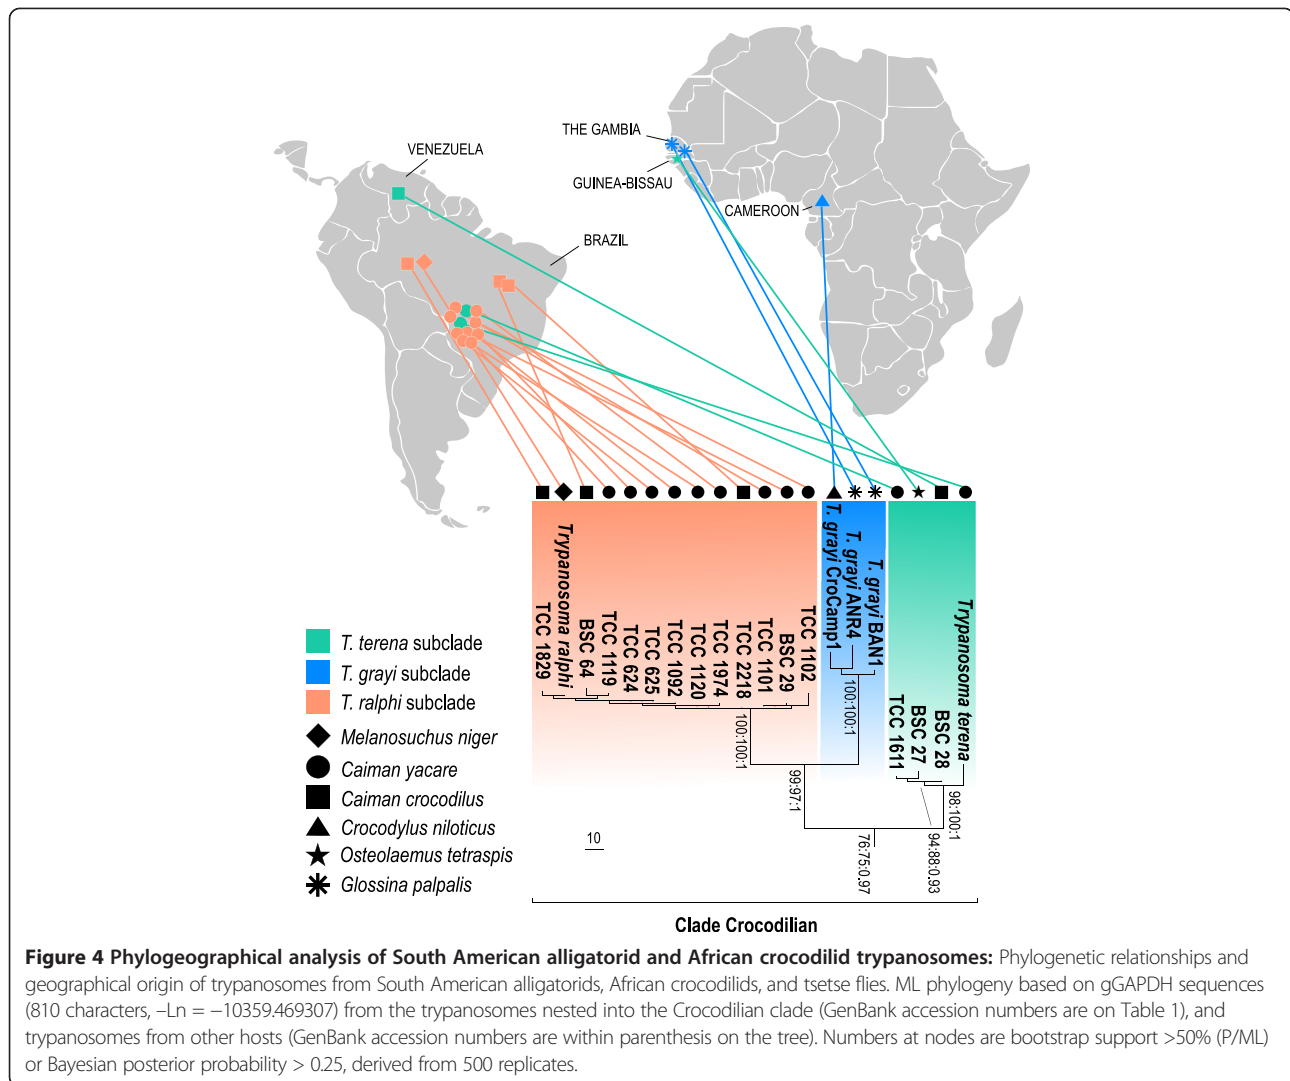 VENEZUELA
BRAZIL
THE GAMBIA
GUINEA-BISSAU
CAMEROON
TCC 1829
Trypanosoma ralphi
BSC 64
TCC 1119
TCC 624
TCC 625
TCC 1092
TCC 1120
TCC 1974
TCC 2218
TCC 1101
BSC 29
TCC 1102
T. grayi CroCamp1
T. grayi ANR4
T. grayi BAN1
TCC 1611
BSC 27
BSC 28
Trypanosoma terena
100:100:1
100:100:1
99:97:1
76:75:0.97
94:88:0.93
98:100:1
T. terena subclade
T. grayi subclade
T. ralphi subclade
Melanosuchus niger
Caiman yacare
Caiman crocodilus
Crocodylus niloticus
Osteolaemus tetraspis
Glossina palpalis
10
Clade Crocodilian
Figure 4 Phylogeographical analysis of South American alligatorid and African crocodilid trypanosomes: Phylogenetic relationships and
geographical origin of trypanosomes from South American alligatorids, African crocodilids, and tsetse flies. ML phylogeny based on gGAPDH sequences
(810 characters, –Ln = −10359.469307) from the trypanosomes nested into the Crocodilian clade (GenBank accession numbers are on Table 1), and
trypanosomes from other hosts (GenBank accession numbers are within parenthesis on the tree). Numbers at nodes are bootstrap support >50% (P/ML)
or Bayesian posterior probability > 0.25, derived from 500 replicates.